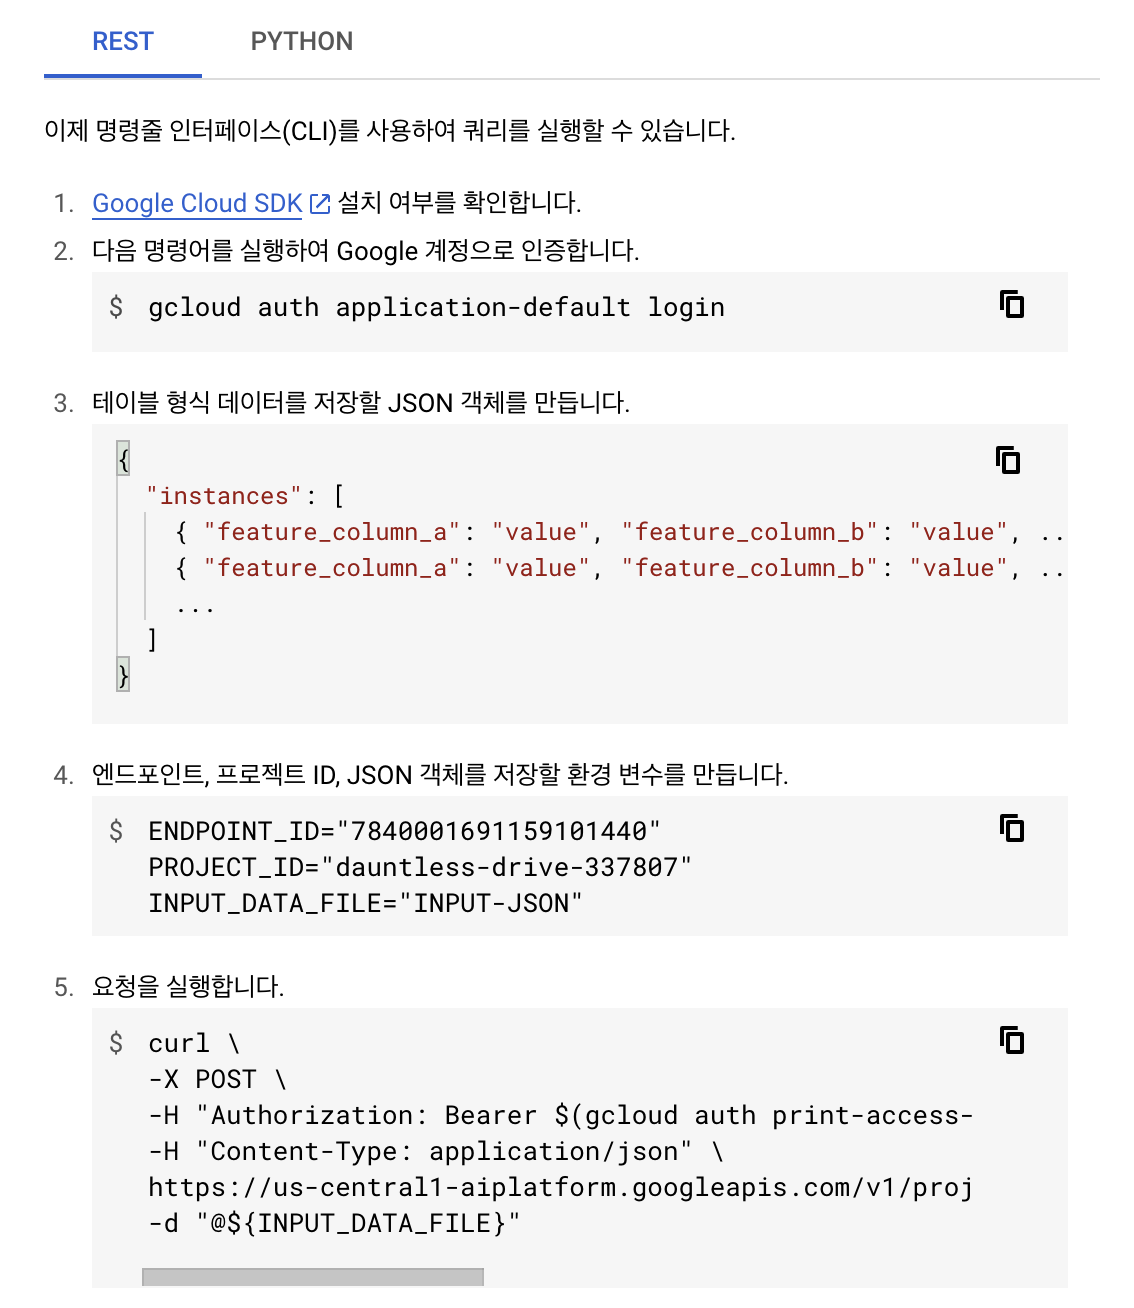 REST
PYTHON
이제 명령줄 인터페이스(CLI)를 사용하여 쿼리를 실행할 수 있습니다.
1. Google Cloud SDK 설치 여부를 확인합니다.
2. 다음 명령어를 실행하여 Google 계정으로 인증합니다.
$ gcloud auth application-default login
3. 테이블 형식 데이터를 저장할 JSON 객체를 만듭니다.
{
"instances": [
{ "feature_column_a": "value", "feature_column_b": "value", ..
{ "feature_column_a": "value", "feature_column_b": "value", ..
...
]
}
4. 엔드포인트, 프로젝트 ID, JSON 객체를 저장할 환경 변수를 만듭니다.
$ ENDPOINT_ID="7840001691159101440"
PROJECT_ID="dauntless-drive-337807"
INPUT_DATA_FILE="INPUT-JSON"
5. 요청을 실행합니다.
$ curl \
-X POST \
-H "Authorization: Bearer $(gcloud auth print-access-
-H "Content-Type: application/json" \
https://us-central1-aiplatform.googleapis.com/v1/proj
-d "@${INPUT_DATA_FILE}"